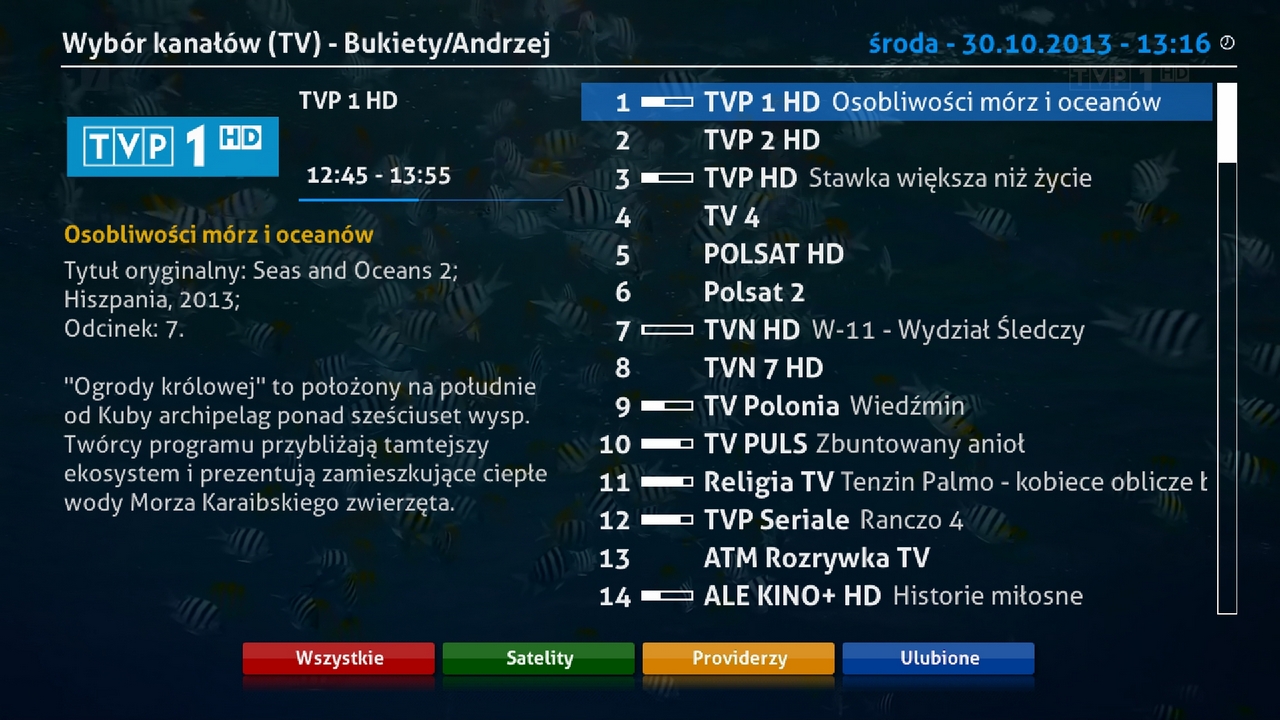 Wybór kanałów (TV) - Bukiety/Andrzej
środa - 30.10.2013 - 13:16
TVP 1 HD
TVP 1 HD
12:45 - 13:55
Osobliwości mórz i oceanów
Tytuł oryginalny: Seas and Oceans 2;
Hiszpania, 2013;
Odcinek: 7.
"Ogrody królowej" to położony na południe
od Kuby archipelag ponad sześciuset wysp.
Twórcy programu przybliżają tamtejszy
ekosystem i prezentują zamieszkujące ciepłe
wody Morza Karaibskiego zwierzęta.
TVP 1 HD
1 TVP 1 HD Osobliwości mórz i oceanów
2 TVP 2 HD
3 TVP HD Stawka większa niż życie
4 TV 4
5 POLSAT HD
6 Polsat 2
7 TVN HD W-11 - Wydział Śledczy
8 TVN 7 HD
9 TV Polonia Wiedźmin
10 TV PULS Zbuntowany anioł
11 Religia TV Tenzin Palmo - kobiece oblicze
12 TVP Seriale Ranczo 4
13 ATM Rozrywka TV
14 ALE KINO+ HD Historie miłosne
Wszystkie
Satelity
Providerzy
Ulubione